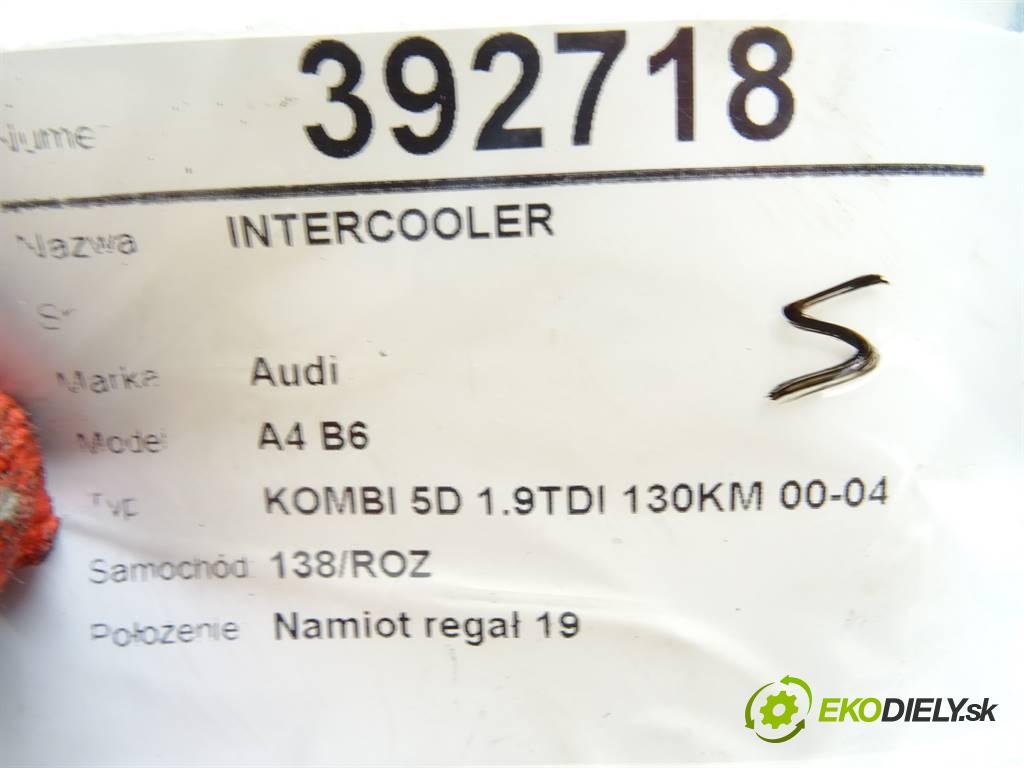 Numer 392718
Nazwa INTERCOOLER
S
Marka Audi
Model A4 B6
Typ KOMBI 5D 1.9TDI 130KM 00-04
Samochód 138/ROZ
Położenie Namiot regał 19
EKODIELY.sk